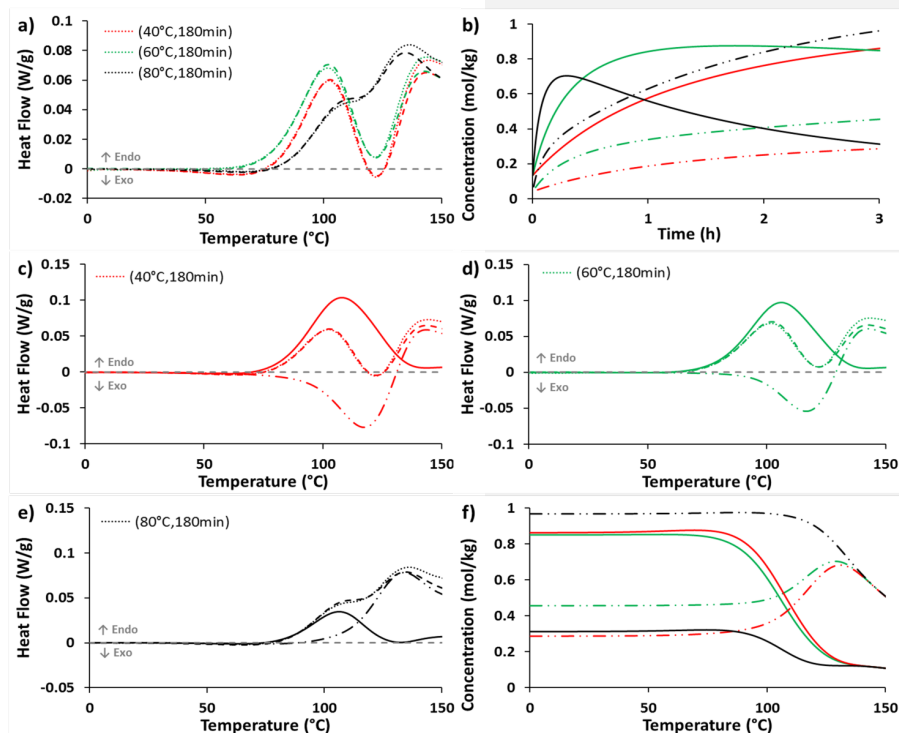 a)
Heat Flow (W/g)
0.1
0.08
0.06
0.04
0.02
0
-0.02
(40°C,180min)
(60°C,180min)
(80°C,180min)
↑ Endo
↓ Exo
0
50
100
150
Temperature (°C)
b)
Concentration (mol/kg)
1
0.8
0.6
0.4
0.2
0
0
1
2
3
Time (h)
c)
Heat Flow (W/g)
0.15
0.1
0.05
0
-0.05
-0.1
(40°C,180min)
↑ Endo
↓ Exo
0
50
100
150
Temperature (°C)
d)
Heat Flow (W/g)
0.15
0.1
0.05
0
-0.05
-0.1
(60°C,180min)
↑ Endo
↓ Exo
0
50
100
150
Temperature (°C)
e)
Heat Flow (W/g)
0.15
0.1
0.05
0
-0.05
(80°C,180min)
↑ Endo
↓ Exo
0
50
100
150
Temperature (°C)
f)
Concentration (mol/kg)
1
0.8
0.6
0.4
0.2
0
0
50
100
150
Temperature (°C)